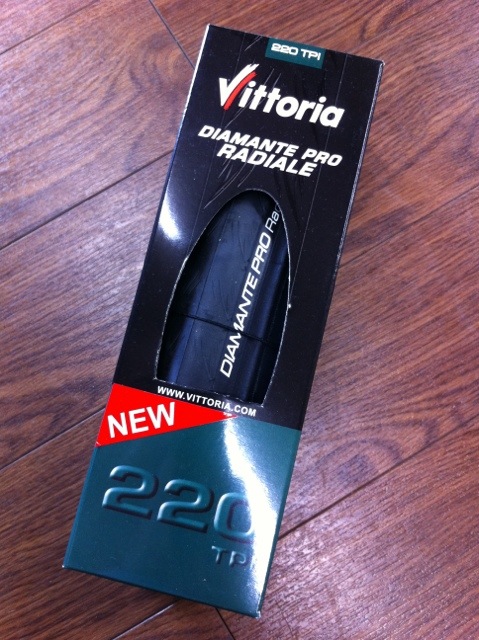 220 TPI
Vittoria
DIAMANTE PRO
RADIALE
DIAMANTE PRO Ra
WWW.VITTORIA.COM
NEW
220
TPI